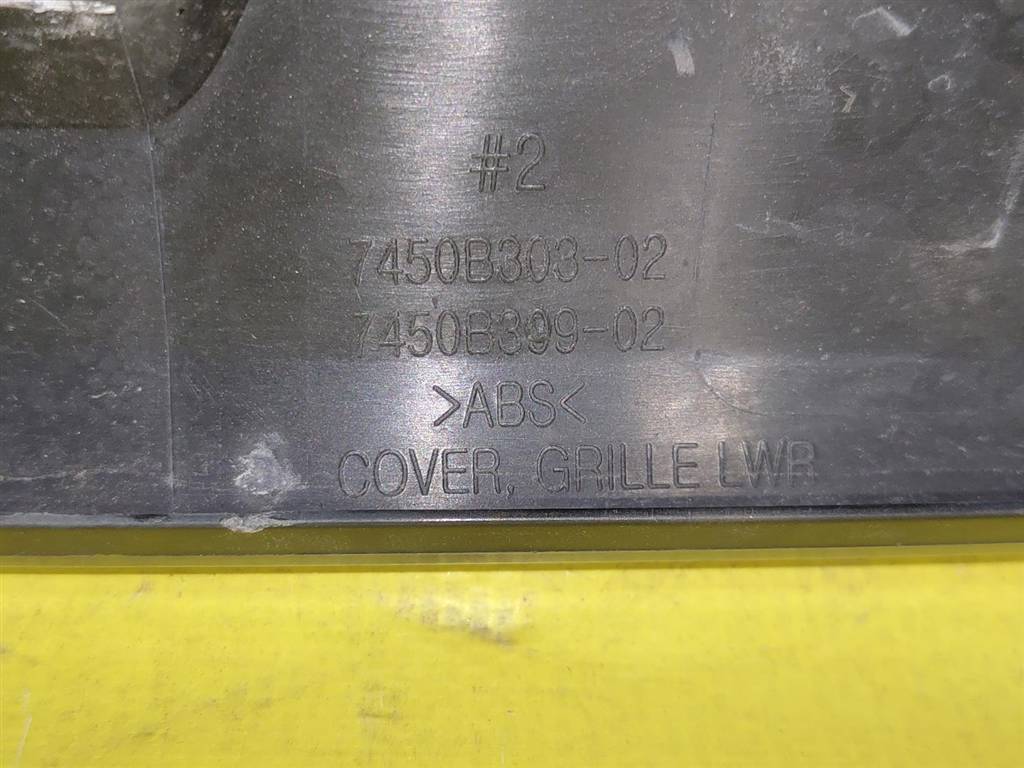 #2
7450B303-02
7450B399-02
>ABS<
COVER, GRILLE LWR